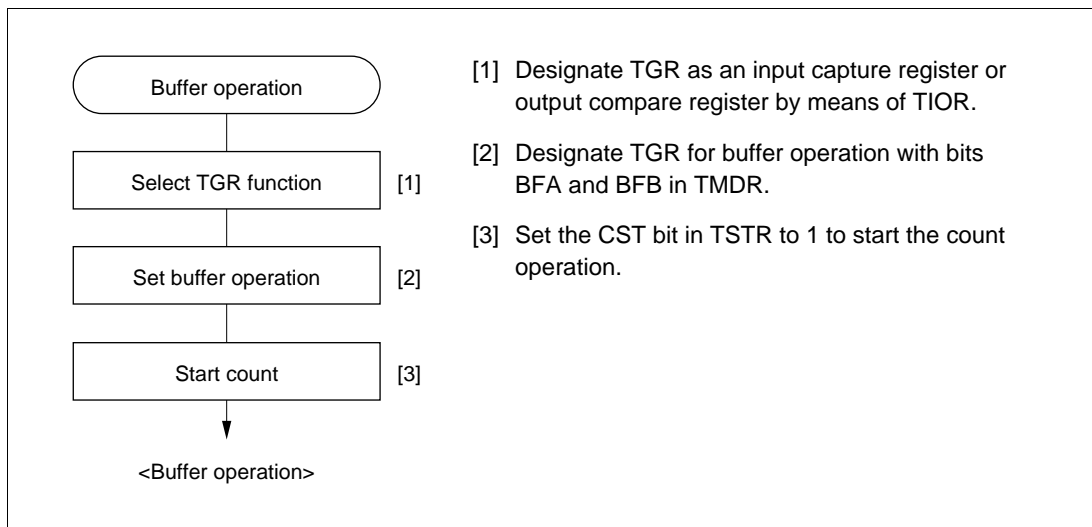 Buffer operation
Select TGR function [1]
Set buffer operation [2]
Start count [3]
<Buffer operation>
[1] Designate TGR as an input capture register or
output compare register by means of TIOR.
[2] Designate TGR for buffer operation with bits
BFA and BFB in TMDR.
[3] Set the CST bit in TSTR to 1 to start the count
operation.